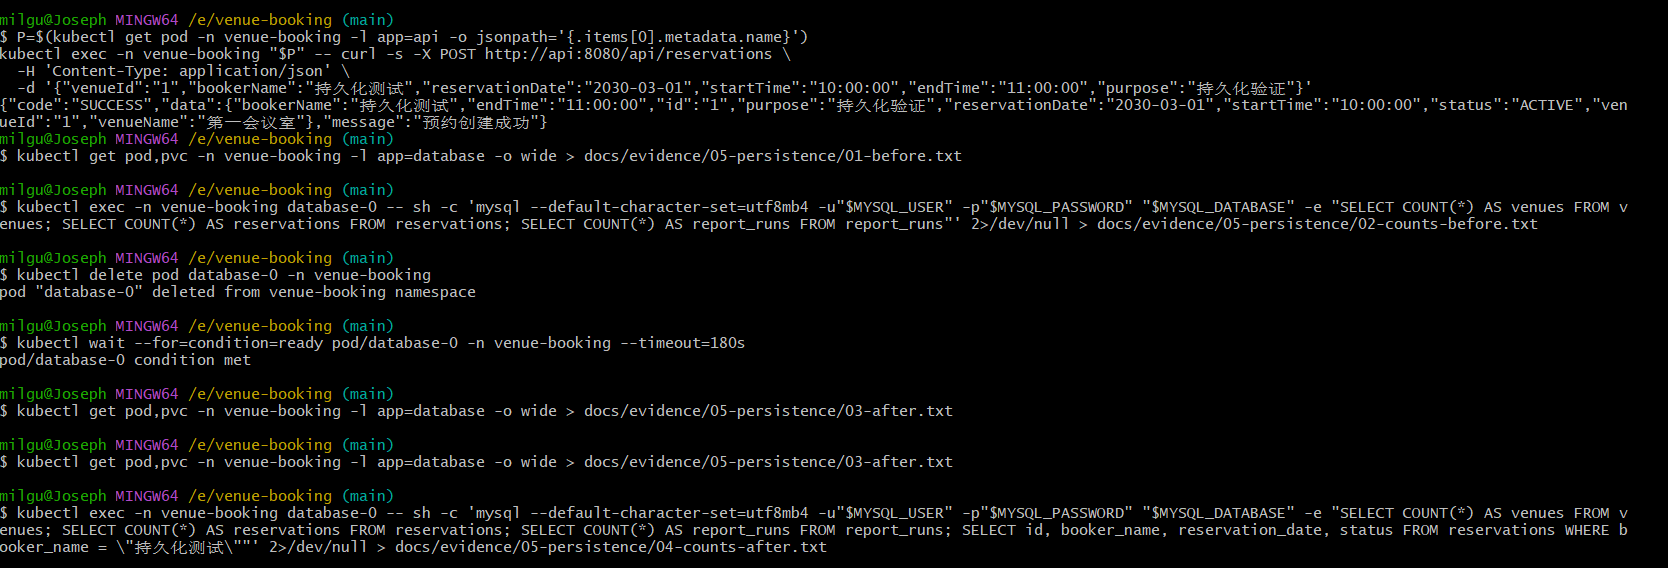 milgu@Joseph MINGW64 /e/venue-booking (main)
$ P=$(kubectl get pod -n venue-booking -l app=api -o jsonpath='{.items[0].metadata.name}')
kubectl exec -n venue-booking "$P" -- curl -s -X POST http://api:8080/api/reservations \
  -H 'Content-Type: application/json' \
  -d '{"venueId":"1","bookerName":"持久化测试","reservationDate":"2030-03-01","startTime":"10:00:00","endTime":"11:00:00","purpose":"持久化验证"}'
{"code":"SUCCESS","data":{"bookerName":"持久化测试","endTime":"11:00:00","id":"1","purpose":"持久化验证","reservationDate":"2030-03-01","startTime":"10:00:00","status":"ACTIVE","ven
ueId":"1","venueName":"第一会议室"},"message":"预约创建成功"}
milgu@Joseph MINGW64 /e/venue-booking (main)
$ kubectl get pod,pvc -n venue-booking -l app=database -o wide > docs/evidence/05-persistence/01-before.txt
milgu@Joseph MINGW64 /e/venue-booking (main)
$ kubectl exec -n venue-booking database-0 -- sh -c 'mysql --default-character-set=utf8mb4 -u"$MYSQL_USER" -p"$MYSQL_PASSWORD" "$MYSQL_DATABASE" -e "SELECT COUNT(*) AS venues FROM v
enues; SELECT COUNT(*) AS reservations FROM reservations; SELECT COUNT(*) AS report_runs FROM report_runs"' 2>/dev/null > docs/evidence/05-persistence/02-counts-before.txt
milgu@Joseph MINGW64 /e/venue-booking (main)
$ kubectl delete pod database-0 -n venue-booking
pod "database-0" deleted from venue-booking namespace
milgu@Joseph MINGW64 /e/venue-booking (main)
$ kubectl wait --for=condition=ready pod/database-0 -n venue-booking --timeout=180s
pod/database-0 condition met
milgu@Joseph MINGW64 /e/venue-booking (main)
$ kubectl get pod,pvc -n venue-booking -l app=database -o wide > docs/evidence/05-persistence/03-after.txt
milgu@Joseph MINGW64 /e/venue-booking (main)
$ kubectl get pod,pvc -n venue-booking -l app=database -o wide > docs/evidence/05-persistence/03-after.txt
milgu@Joseph MINGW64 /e/venue-booking (main)
$ kubectl exec -n venue-booking database-0 -- sh -c 'mysql --default-character-set=utf8mb4 -u"$MYSQL_USER" -p"$MYSQL_PASSWORD" "$MYSQL_DATABASE" -e "SELECT COUNT(*) AS venues FROM v
enues; SELECT COUNT(*) AS reservations FROM reservations; SELECT COUNT(*) AS report_runs FROM report_runs; SELECT id, booker_name, reservation_date, status FROM reservations WHERE b
ooker_name = \"持久化测试\""' 2>/dev/null > docs/evidence/05-persistence/04-counts-after.txt